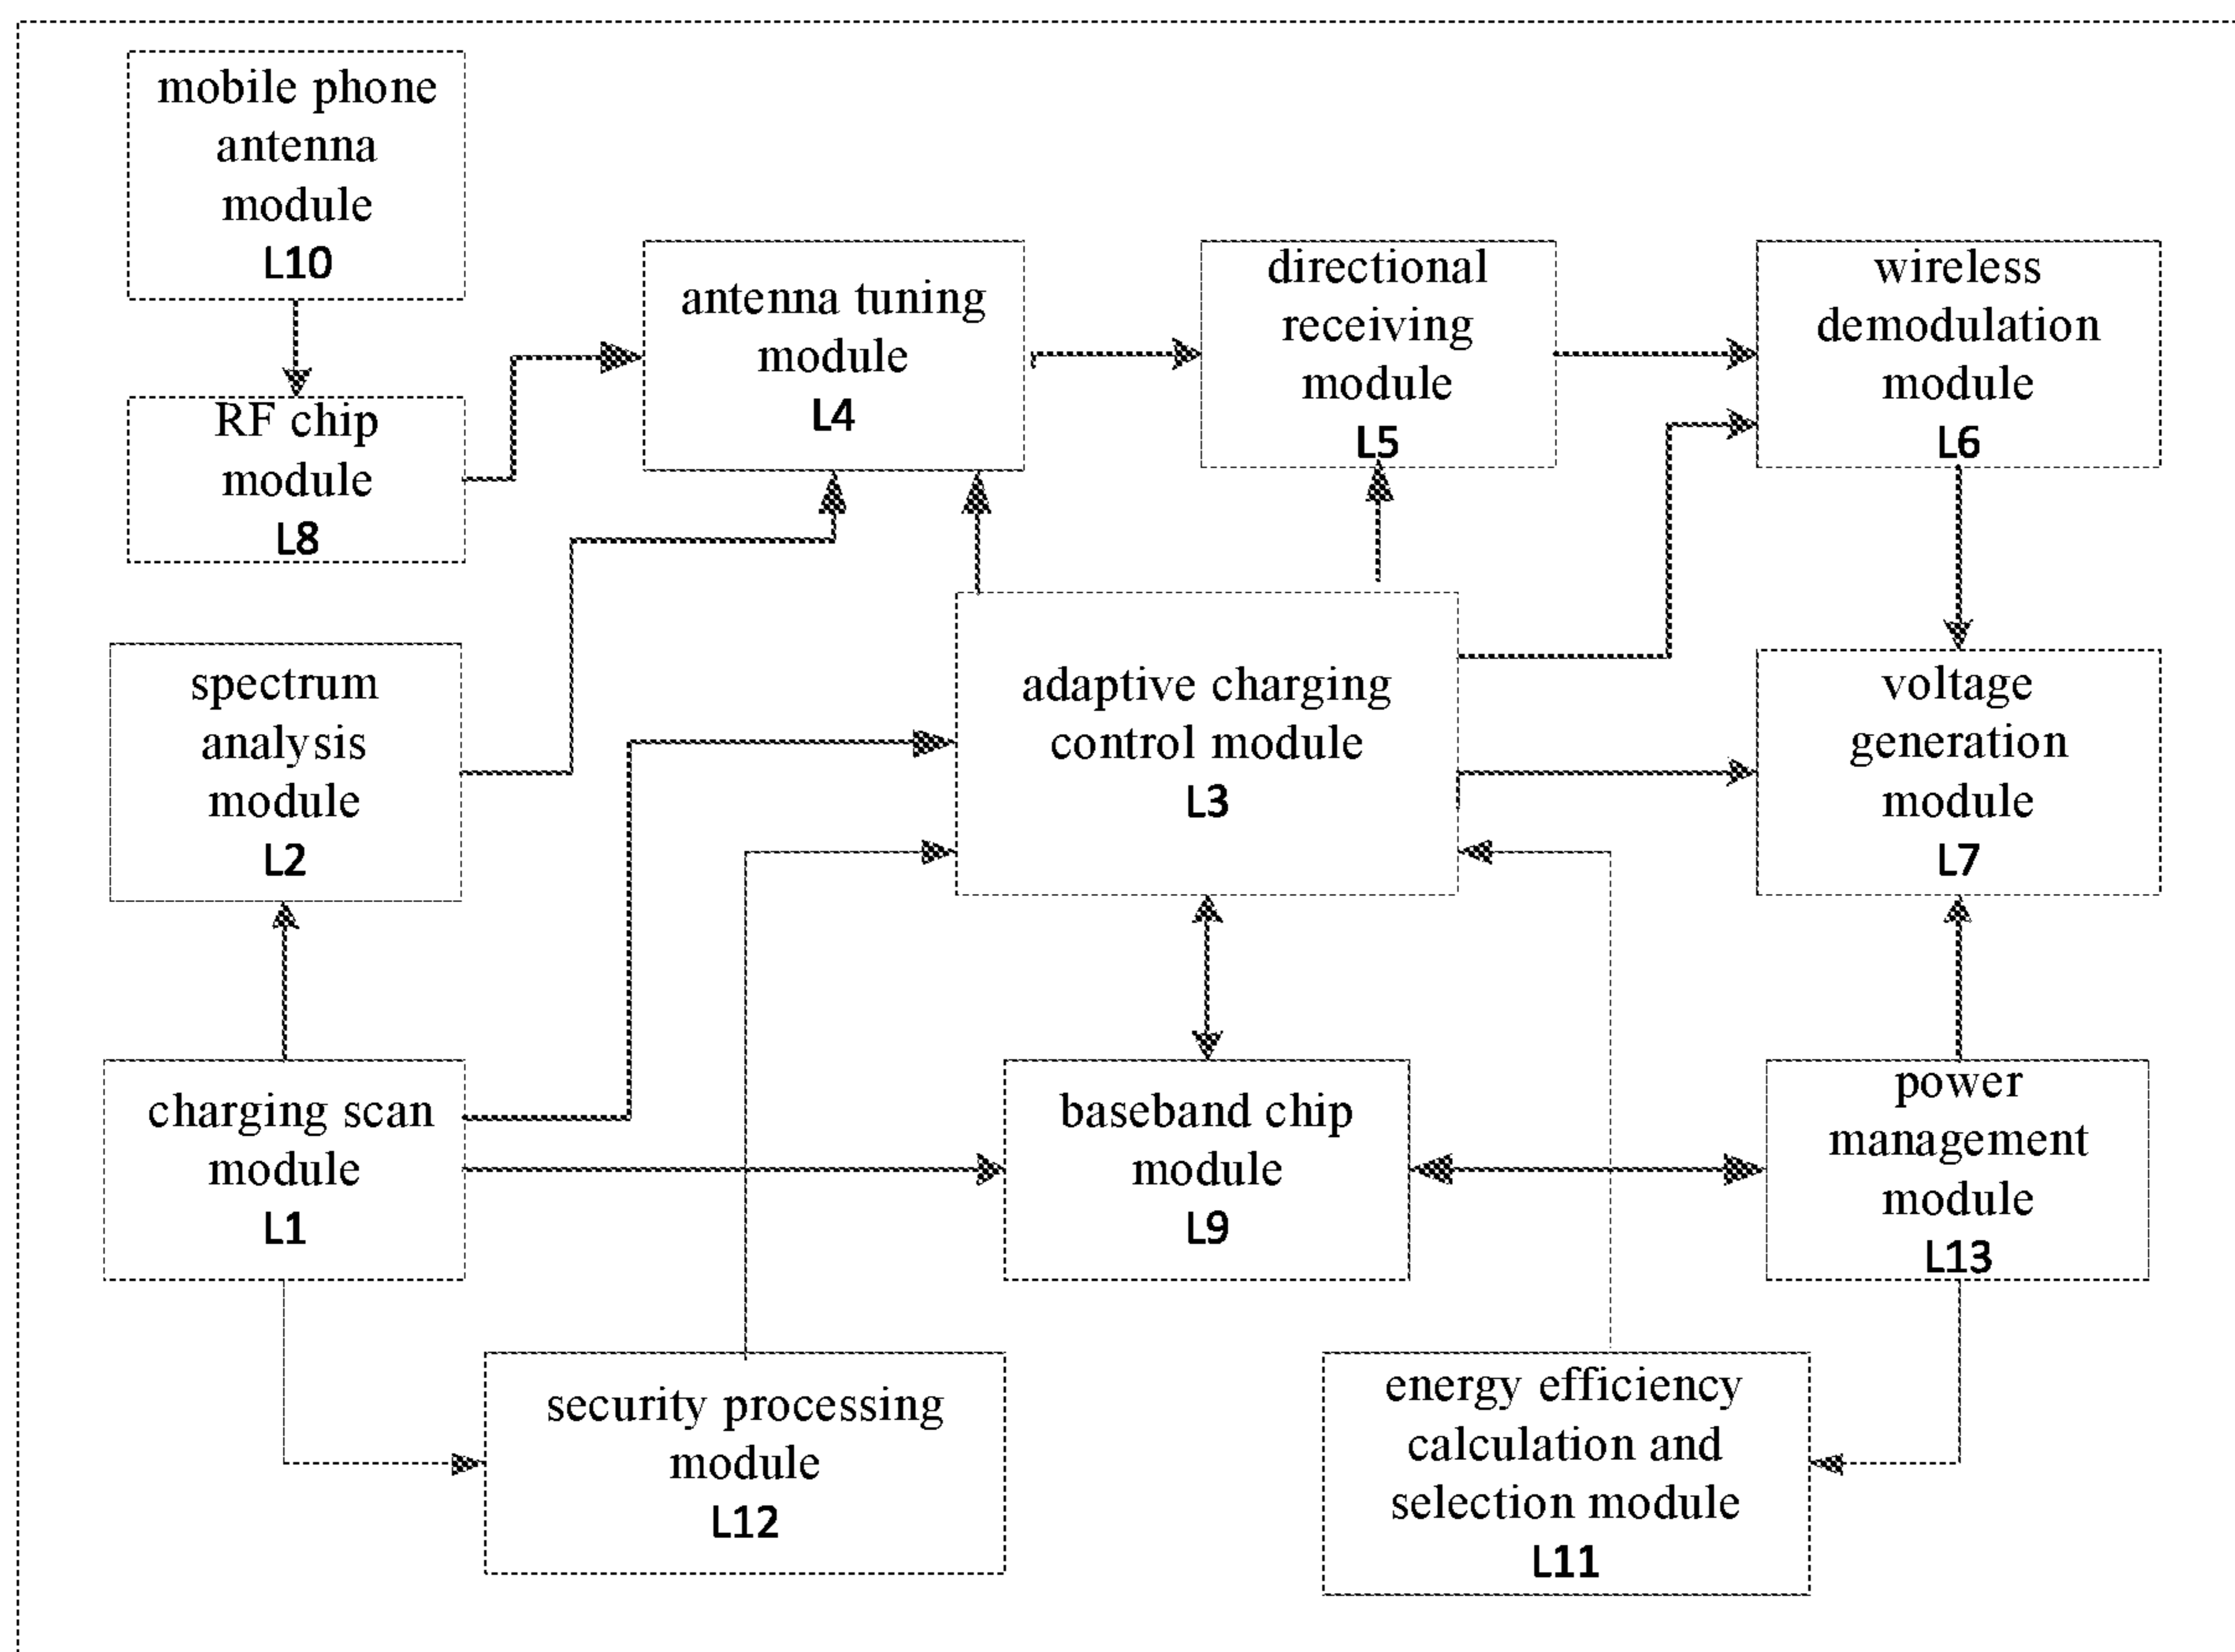 mobile phone
antenna
module
L10
RF chip
module
L8
antenna tuning
module
L4
directional
receiving
module
L5
wireless
demodulation
module
L6
spectrum
analysis
module
L2
adaptive charging
control module
L3
voltage
generation
module
L7
charging scan
module
L1
baseband chip
module
L9
power
management
module
L13
security processing
module
L12
energy efficiency
calculation and
selection module
L11